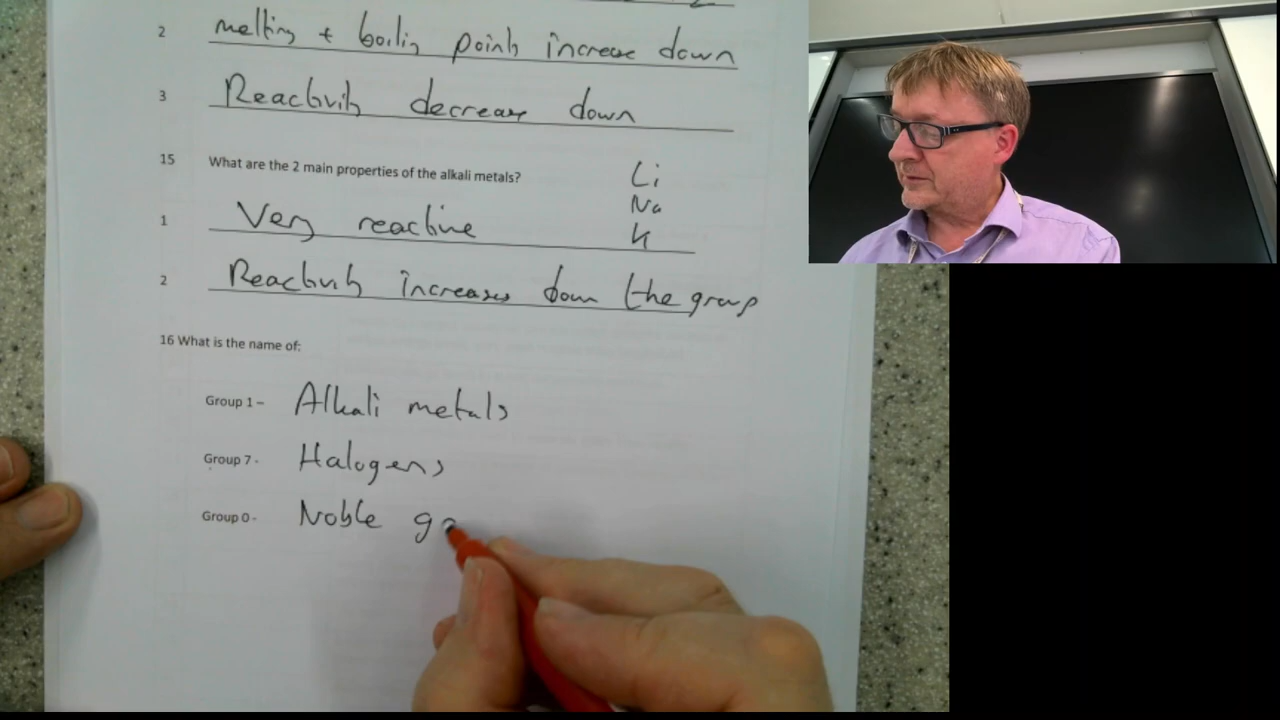 2 melting + boiling points increase down
3 Reactivity decrease down
15 What are the 2 main properties of the alkali metals?
Li
Na
K
1 Very reactive
2 Reactivity increases down the group
16 What is the name of:
Group 1 – Alkali metals
Group 7 - Halogens
Group 0 - Noble ga